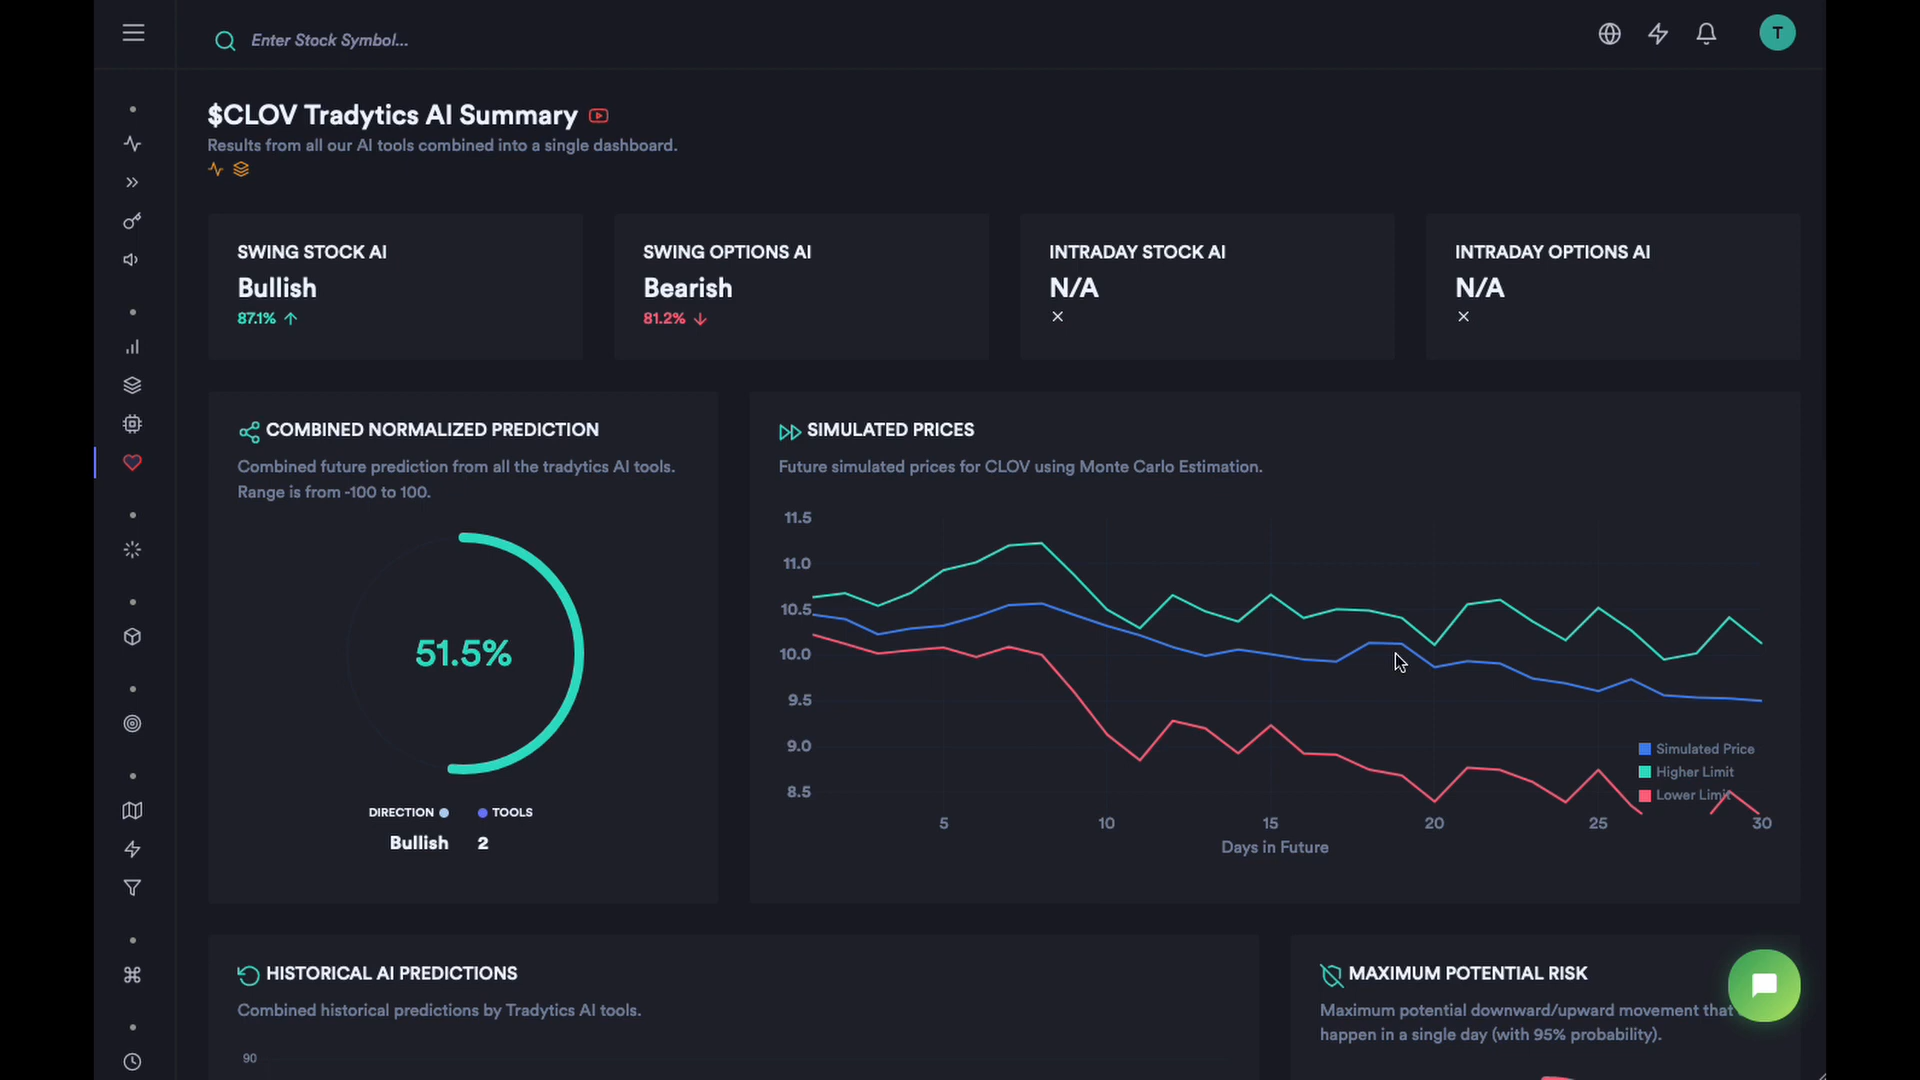 Enter Stock Symbol...
T
$CLOV Tradytics AI Summary
Results from all our AI tools combined into a single dashboard.
SWING STOCK AI
Bullish
87.1%
SWING OPTIONS AI
Bearish
81.2%
INTRADAY STOCK AI
N/A
INTRADAY OPTIONS AI
N/A
COMBINED NORMALIZED PREDICTION
Combined future prediction from all the tradytics AI tools.
Range is from -100 to 100.
51.5%
DIRECTION
TOOLS
Bullish
2
SIMULATED PRICES
Future simulated prices for CLOV using Monte Carlo Estimation.
11.5
11.0
10.5
10.0
9.5
9.0
8.5
Simulated Price
Higher Limit
Lower Limit
5
10
15
20
25
30
Days in Future
HISTORICAL AI PREDICTIONS
Combined historical predictions by Tradytics AI tools.
90
MAXIMUM POTENTIAL RISK
Maximum potential downward/upward movement that
happen in a single day (with 95% probability).